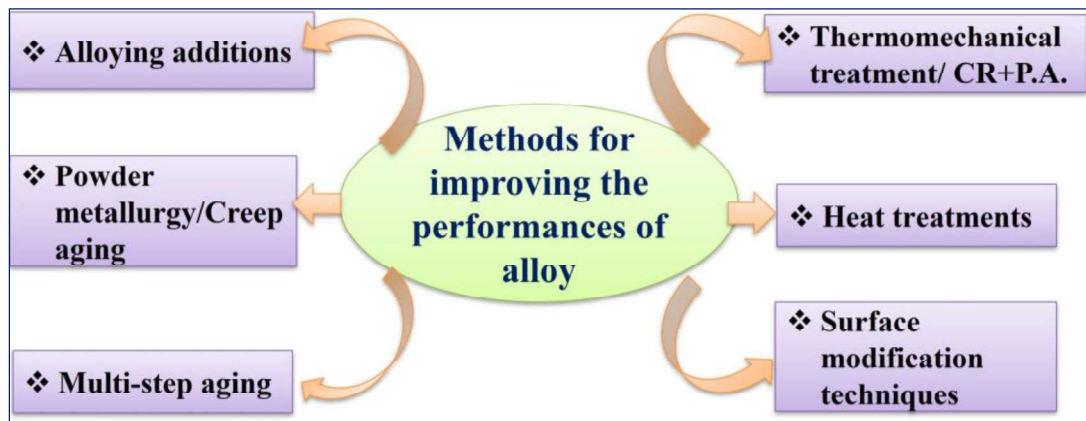 ❖ Alloying additions
❖ Powder
metallurgy/Creep
aging
❖ Multi-step aging
Methods for
improving the
performances of
alloy
❖ Thermomechanical
treatment/ CR+P.A.
❖ Heat treatments
❖ Surface
modification
techniques